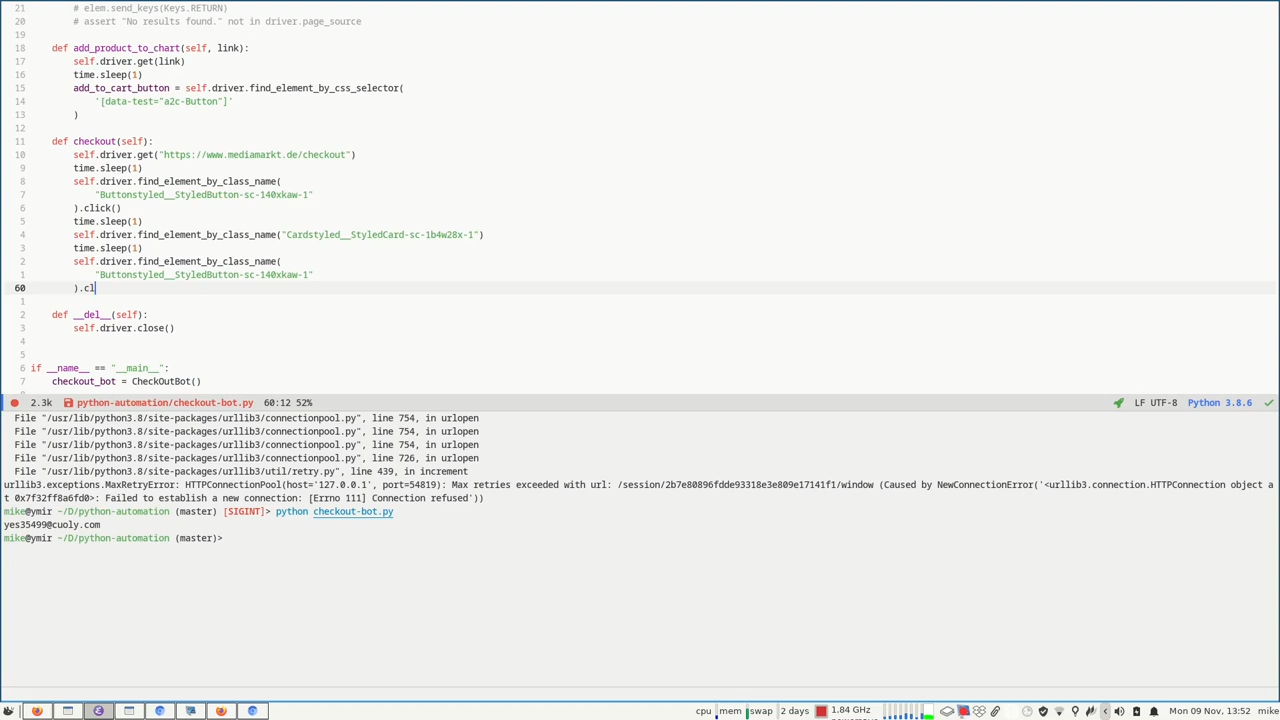 21        # elem.send_keys(Keys.RETURN)
20        # assert "No results found." not in driver.page_source
19
18    def add_product_to_chart(self, link):
17        self.driver.get(link)
16        time.sleep(1)
15        add_to_cart_button = self.driver.find_element_by_css_selector(
14            '[data-test="a2c-Button"]'
13        )
12
11    def checkout(self):
10        self.driver.get("https://www.mediamarkt.de/checkout")
9        time.sleep(1)
8        self.driver.find_element_by_class_name(
7            "Buttonstyled__StyledButton-sc-140xkaw-1"
6        ).click()
5        time.sleep(1)
4        self.driver.find_element_by_class_name("Cardstyled__StyledCard-sc-1b4w28x-1")
3        time.sleep(1)
2        self.driver.find_element_by_class_name(
1            "Buttonstyled__StyledButton-sc-140xkaw-1"
60        ).cl
1
2    def __del__(self):
3        self.driver.close()
4
5
6 if __name__ == "__main__":
7    checkout_bot = CheckOutBot()
2.3k python-automation/checkout-bot.py 60:12 52% LF UTF-8 Python 3.8.6
File "/usr/lib/python3.8/site-packages/urllib3/connectionpool.py", line 754, in urlopen
File "/usr/lib/python3.8/site-packages/urllib3/connectionpool.py", line 754, in urlopen
File "/usr/lib/python3.8/site-packages/urllib3/connectionpool.py", line 754, in urlopen
File "/usr/lib/python3.8/site-packages/urllib3/connectionpool.py", line 726, in urlopen
File "/usr/lib/python3.8/site-packages/urllib3/util/retry.py", line 439, in increment
urllib3.exceptions.MaxRetryError: HTTPConnectionPool(host='127.0.0.1', port=54819): Max retries exceeded with url: /session/2b7e80896fdde93318e3e809e17141f1/window (Caused by NewConnectionError('<urllib3.connection.HTTPConnection object a
t 0x7f32ff8a6fd0>: Failed to establish a new connection: [Errno 111] Connection refused'))
mike@ymir ~/D/python-automation (master) [SIGINT]> python checkout-bot.py
yes35499@cuoly.com
mike@ymir ~/D/python-automation (master)>
cpu mem swap 2 days 1.84 GHz Mon 09 Nov, 13:52 mike